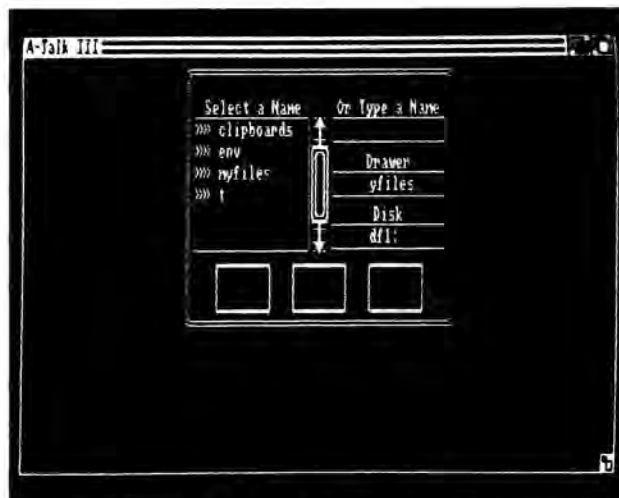 A-Talk III
Select a Name
Or Type a Name
»» clipboards
»» env
»» myfiles
»» t
Drawer
yfiles
Disk
df1: